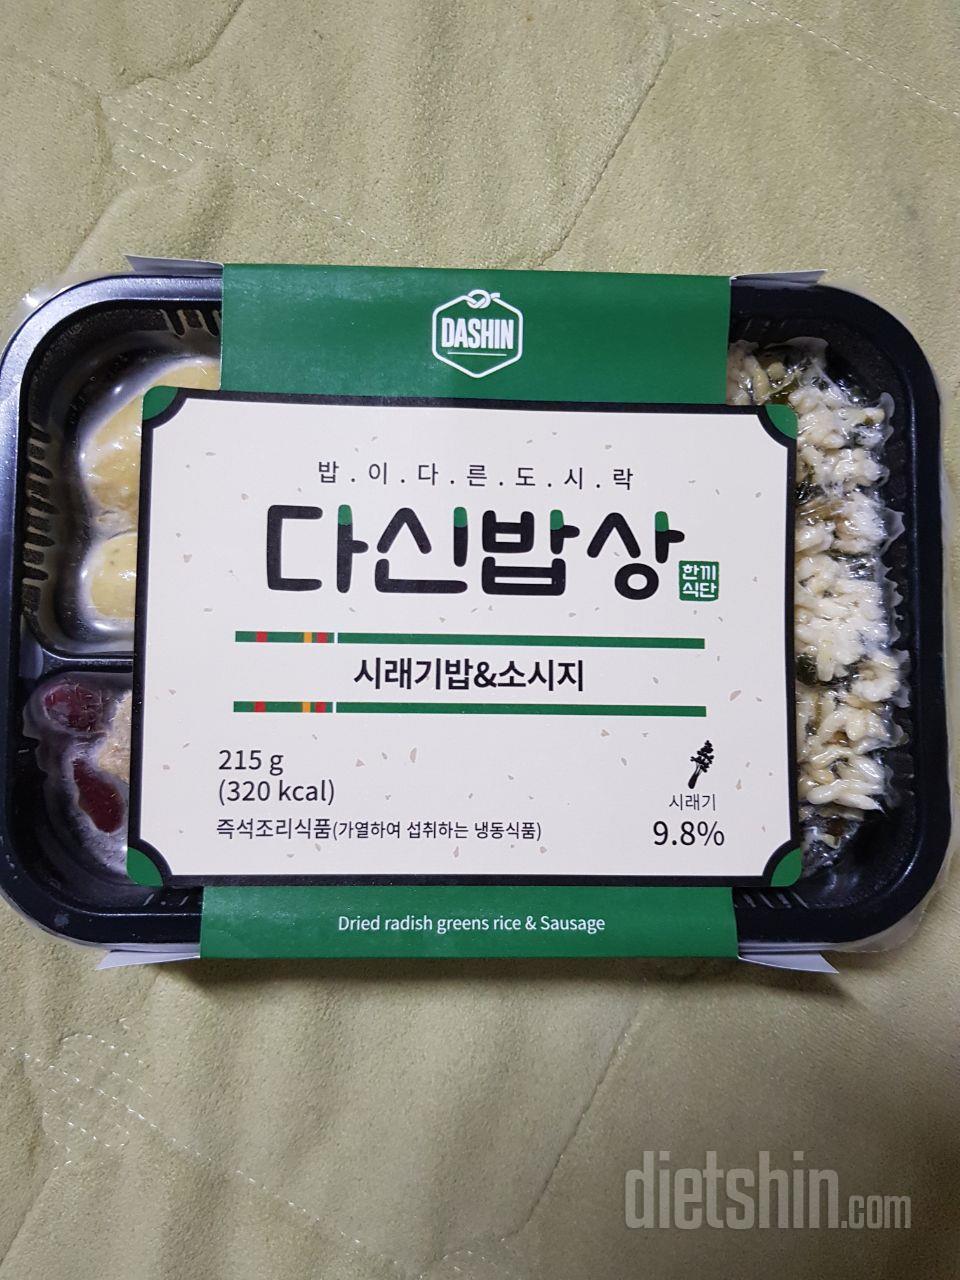 DASHIN
밥.이.다.른.도.시.락
다신밥상
한끼
식단
시래기밥&소시지
215 g
(320 kcal)
즉석조리식품(가열하여 섭취하는 냉동식품)
시래기
9.8%
Dried radish greens rice & Sausage
dietshin.com